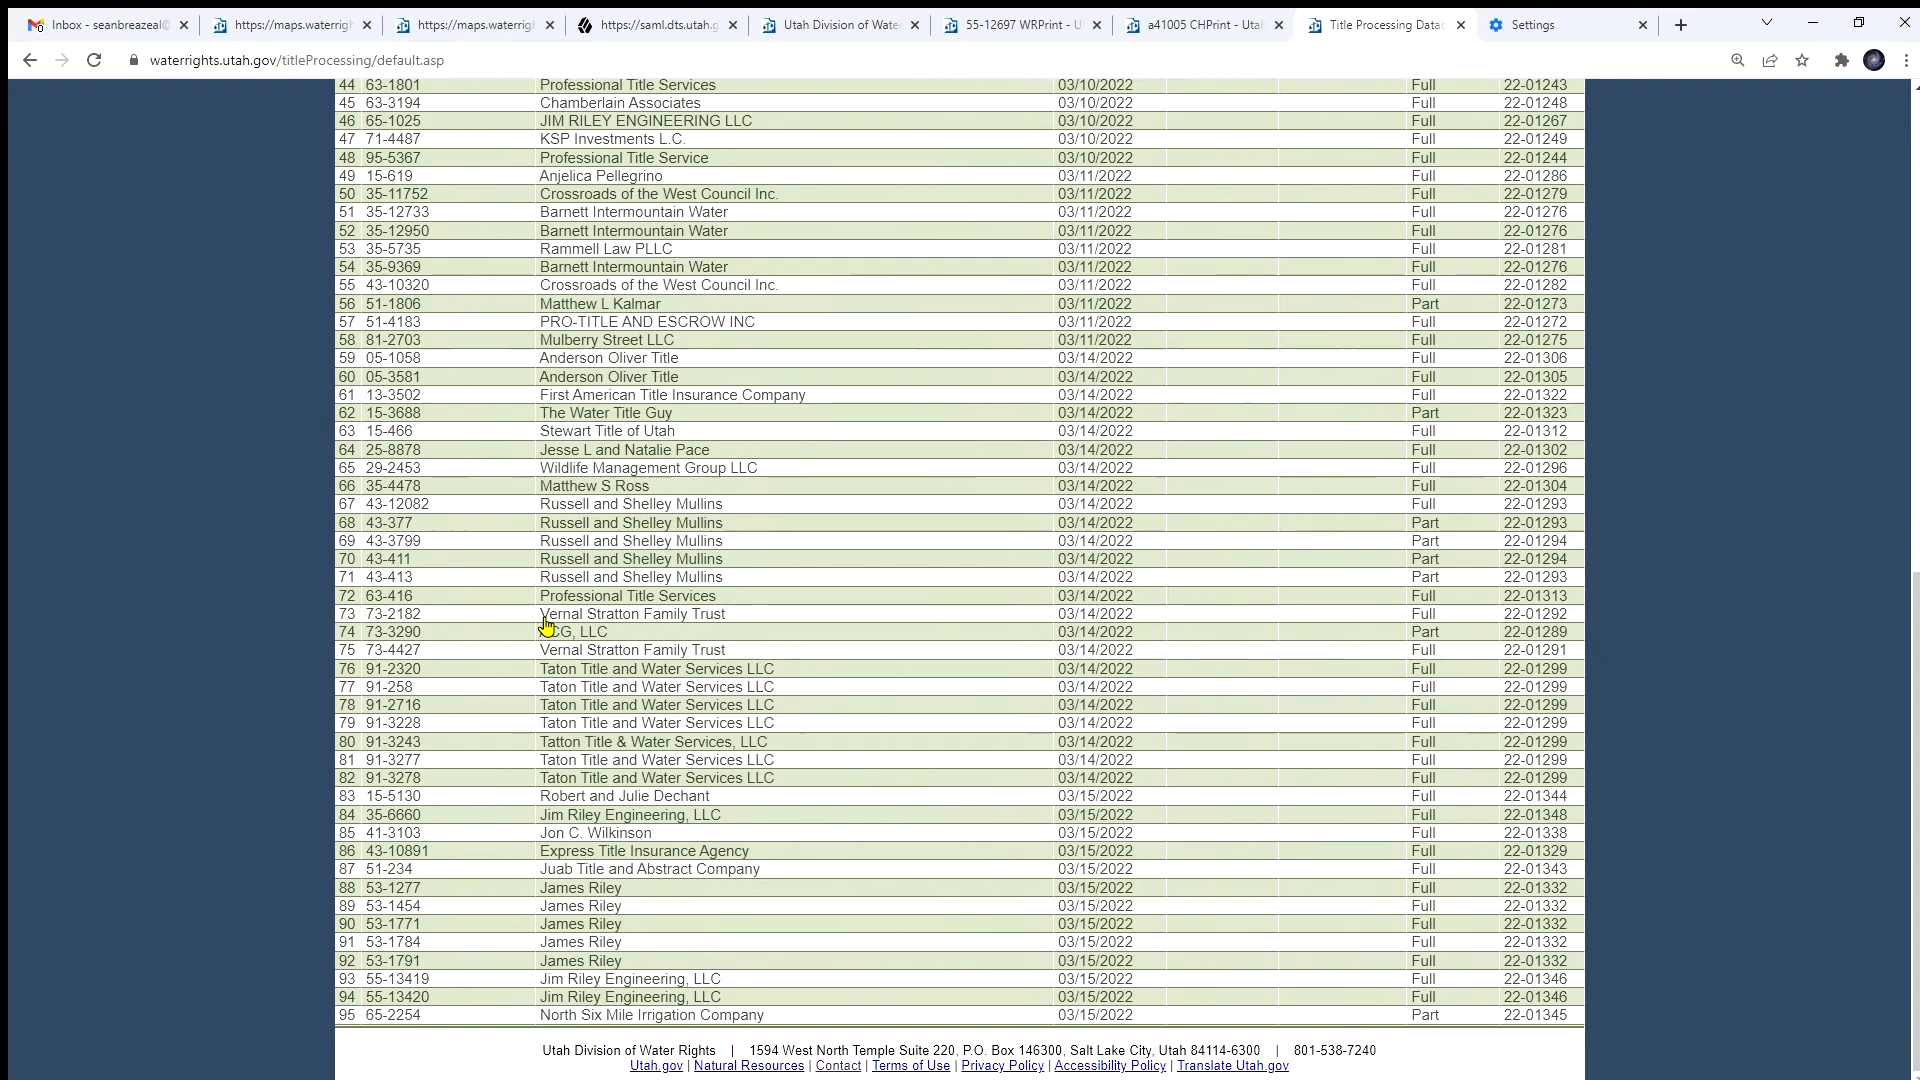 Inbox - seanbreazeal@ https://maps.waterrigh https://maps.waterrigh https://saml.dts.utah.g Utah Division of Water 55-12697 WRPrint - U a41005 CHPrint - Utah Title Processing Datab Settings
waterrights.utah.gov/titleProcessing/default.asp
44 63-1801 Professional Title Services 03/10/2022 Full 22-01243
45 63-3194 Chamberlain Associates 03/10/2022 Full 22-01248
46 65-1025 JIM RILEY ENGINEERING LLC 03/10/2022 Full 22-01267
47 71-4487 KSP Investments L.C. 03/10/2022 Full 22-01249
48 95-5367 Professional Title Service 03/10/2022 Full 22-01244
49 15-619 Anjelica Pellegrino 03/11/2022 Full 22-01286
50 35-11752 Crossroads of the West Council Inc. 03/11/2022 Full 22-01279
51 35-12733 Barnett Intermountain Water 03/11/2022 Full 22-01276
52 35-12950 Barnett Intermountain Water 03/11/2022 Full 22-01276
53 35-5735 Rammell Law PLLC 03/11/2022 Full 22-01281
54 35-9369 Barnett Intermountain Water 03/11/2022 Full 22-01276
55 43-10320 Crossroads of the West Council Inc. 03/11/2022 Full 22-01282
56 51-1806 Matthew L Kalmar 03/11/2022 Part 22-01273
57 51-4183 PRO-TITLE AND ESCROW INC 03/11/2022 Full 22-01272
58 81-2703 Mulberry Street LLC 03/11/2022 Full 22-01275
59 05-1058 Anderson Oliver Title 03/14/2022 Full 22-01306
60 05-3581 Anderson Oliver Title 03/14/2022 Full 22-01305
61 13-3502 First American Title Insurance Company 03/14/2022 Full 22-01322
62 15-3688 The Water Title Guy 03/14/2022 Part 22-01323
63 15-466 Stewart Title of Utah 03/14/2022 Full 22-01312
64 25-8878 Jesse L and Natalie Pace 03/14/2022 Full 22-01302
65 29-2453 Wildlife Management Group LLC 03/14/2022 Full 22-01296
66 35-4478 Matthew S Ross 03/14/2022 Full 22-01304
67 43-12082 Russell and Shelley Mullins 03/14/2022 Full 22-01293
68 43-377 Russell and Shelley Mullins 03/14/2022 Part 22-01293
69 43-3799 Russell and Shelley Mullins 03/14/2022 Part 22-01294
70 43-411 Russell and Shelley Mullins 03/14/2022 Part 22-01294
71 43-413 Russell and Shelley Mullins 03/14/2022 Part 22-01293
72 63-416 Professional Title Services 03/14/2022 Full 22-01313
73 73-2182 Vernal Stratton Family Trust 03/14/2022 Full 22-01292
74 73-3290 LLC 03/14/2022 Part 22-01289
75 73-4427 Vernal Stratton Family Trust 03/14/2022 Full 22-01291
76 91-2320 Taton Title and Water Services LLC 03/14/2022 Full 22-01299
77 91-258 Taton Title and Water Services LLC 03/14/2022 Full 22-01299
78 91-2716 Taton Title and Water Services LLC 03/14/2022 Full 22-01299
79 91-3228 Taton Title and Water Services LLC 03/14/2022 Full 22-01299
80 91-3243 Tatton Title & Water Services, LLC 03/14/2022 Full 22-01299
81 91-3277 Taton Title and Water Services LLC 03/14/2022 Full 22-01299
82 91-3278 Taton Title and Water Services LLC 03/14/2022 Full 22-01299
83 15-5130 Robert and Julie Dechant 03/15/2022 Full 22-01344
84 35-6660 Jim Riley Engineering, LLC 03/15/2022 Full 22-01348
85 41-3103 Jon C. Wilkinson 03/15/2022 Full 22-01338
86 43-10891 Express Title Insurance Agency 03/15/2022 Full 22-01329
87 51-234 Juab Title and Abstract Company 03/15/2022 Full 22-01343
88 53-1277 James Riley 03/15/2022 Full 22-01332
89 53-1454 James Riley 03/15/2022 Full 22-01332
90 53-1771 James Riley 03/15/2022 Full 22-01332
91 53-1784 James Riley 03/15/2022 Full 22-01332
92 53-1791 James Riley 03/15/2022 Full 22-01332
93 55-13419 Jim Riley Engineering, LLC 03/15/2022 Full 22-01346
94 55-13420 Jim Riley Engineering, LLC 03/15/2022 Full 22-01346
95 65-2254 North Six Mile Irrigation Company 03/15/2022 Part 22-01345
Utah Division of Water Rights | 1594 West North Temple Suite 220, P.O. Box 146300, Salt Lake City, Utah 84114-6300 | 801-538-7240
Utah.gov | Natural Resources | Contact | Terms of Use | Privacy Policy | Accessibility Policy | Translate Utah.gov